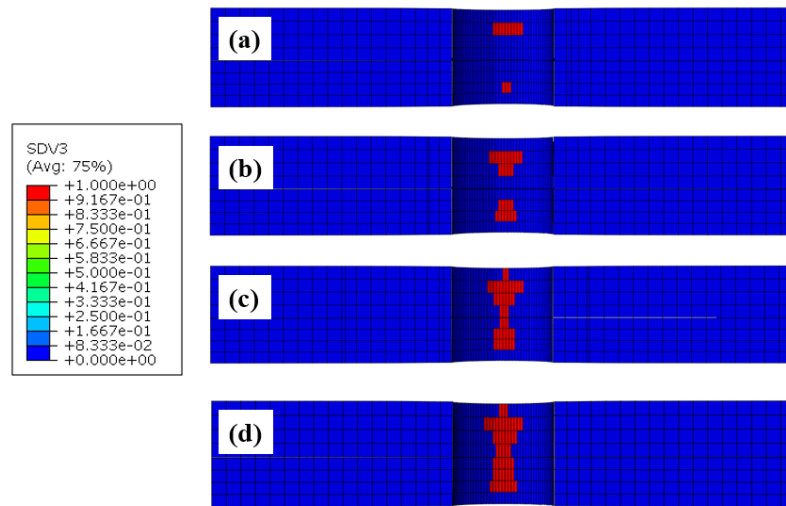 (a)
(b)
(c)
(d)
SDV3
(Avg: 75%)
+1.000e+00
+9.167e-01
+8.333e-01
+7.500e-01
+6.667e-01
+5.833e-01
+5.000e-01
+4.167e-01
+3.333e-01
+2.500e-01
+1.667e-01
+8.333e-02
+0.000e+00